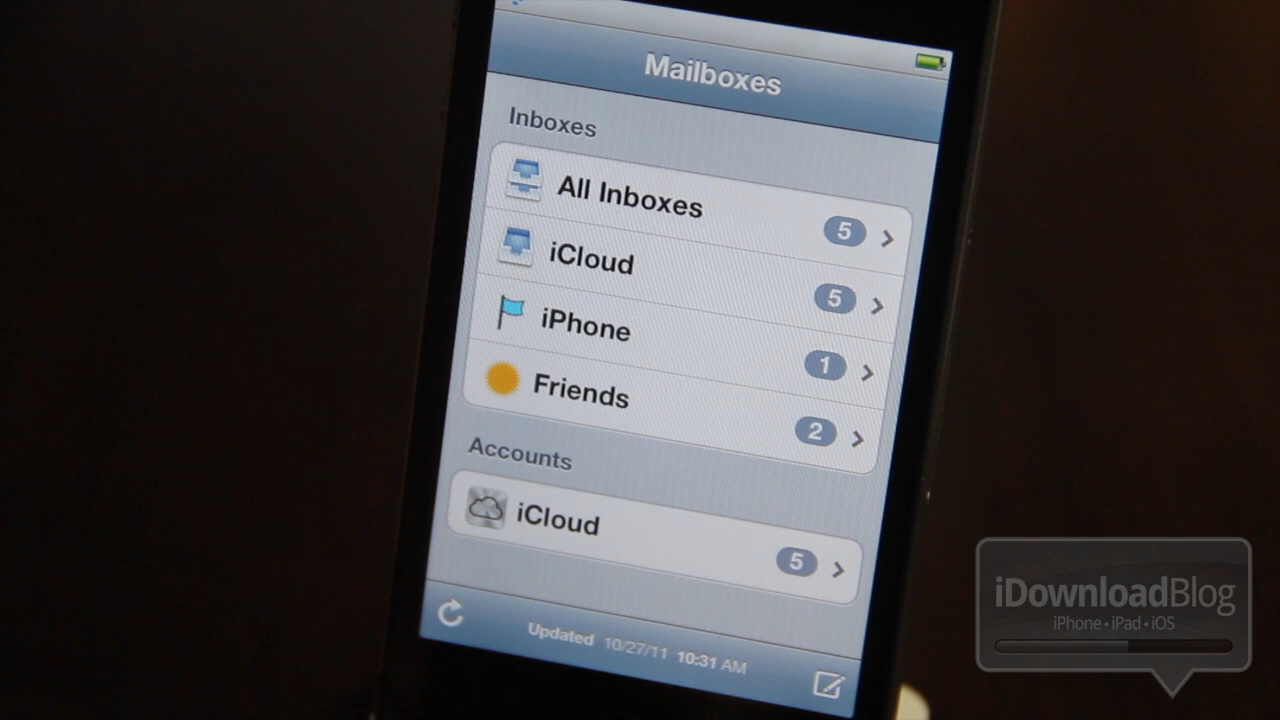 Mailboxes
Inboxes
All Inboxes 5
iCloud 5
iPhone 1
Friends 2
Accounts
iCloud 5
Updated 10/27/11 10:31 AM
iDownloadBlog
iPhone • iPad • iOS